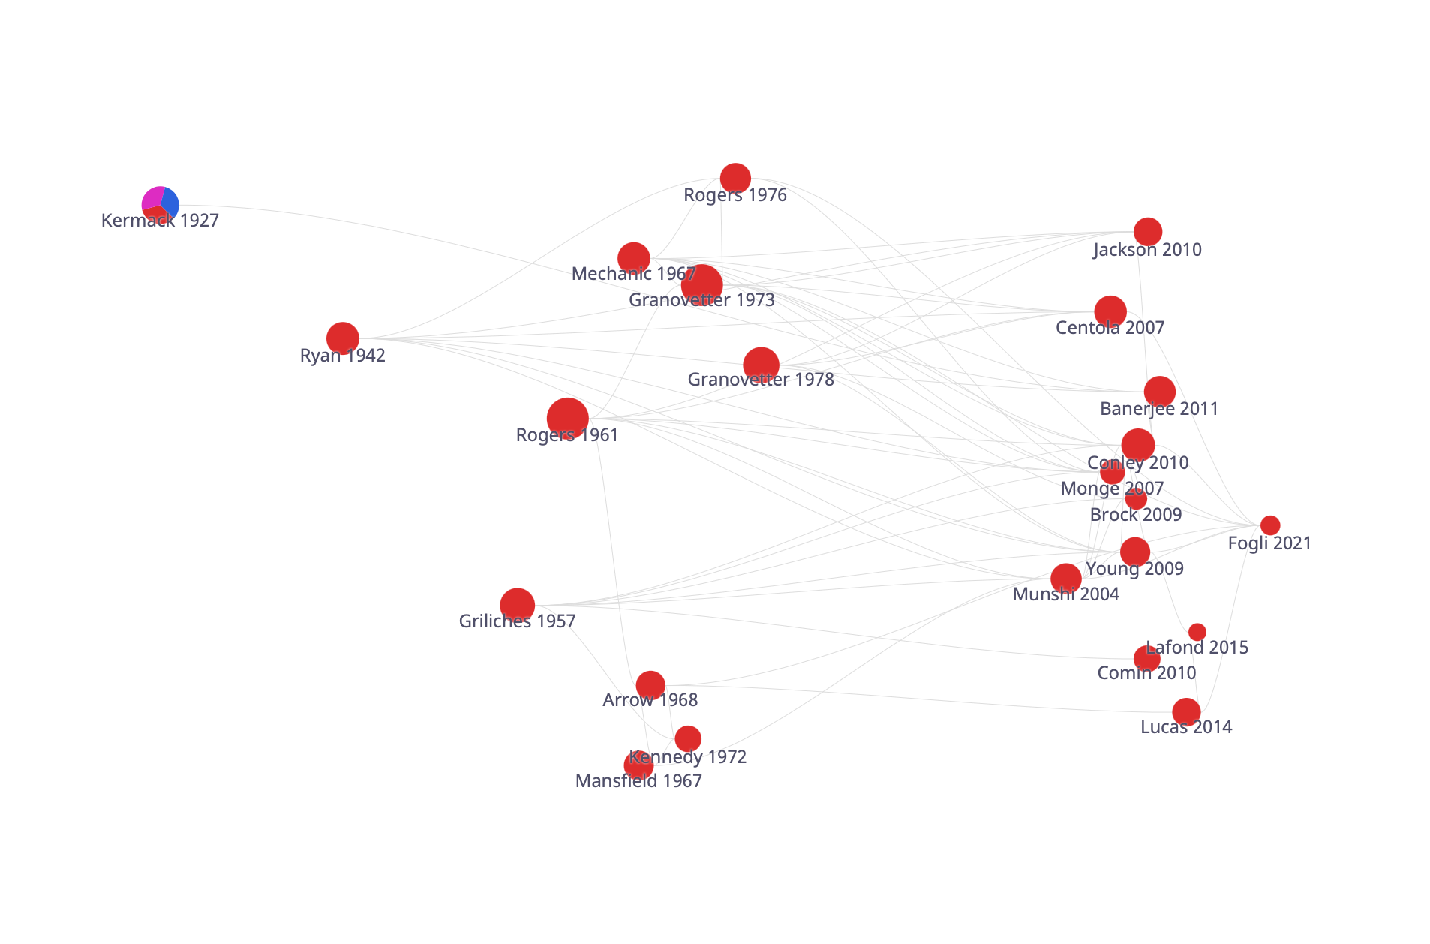 Rogers 1976
Kermack 1927
Jackson 2010
Mechanic 1967
Granovetter 1973
Centola 2007
Ryan 1942
Granovetter 1978
Banerjee 2011
Rogers 1961
Conley 2010
Monge 2007
Brock 2009
Fogli 2021
Young 2009
Munshi 2004
Griliches 1957
Lafond 2015
Comin 2010
Arrow 1968
Lucas 2014
Kennedy 1972
Mansfield 1967